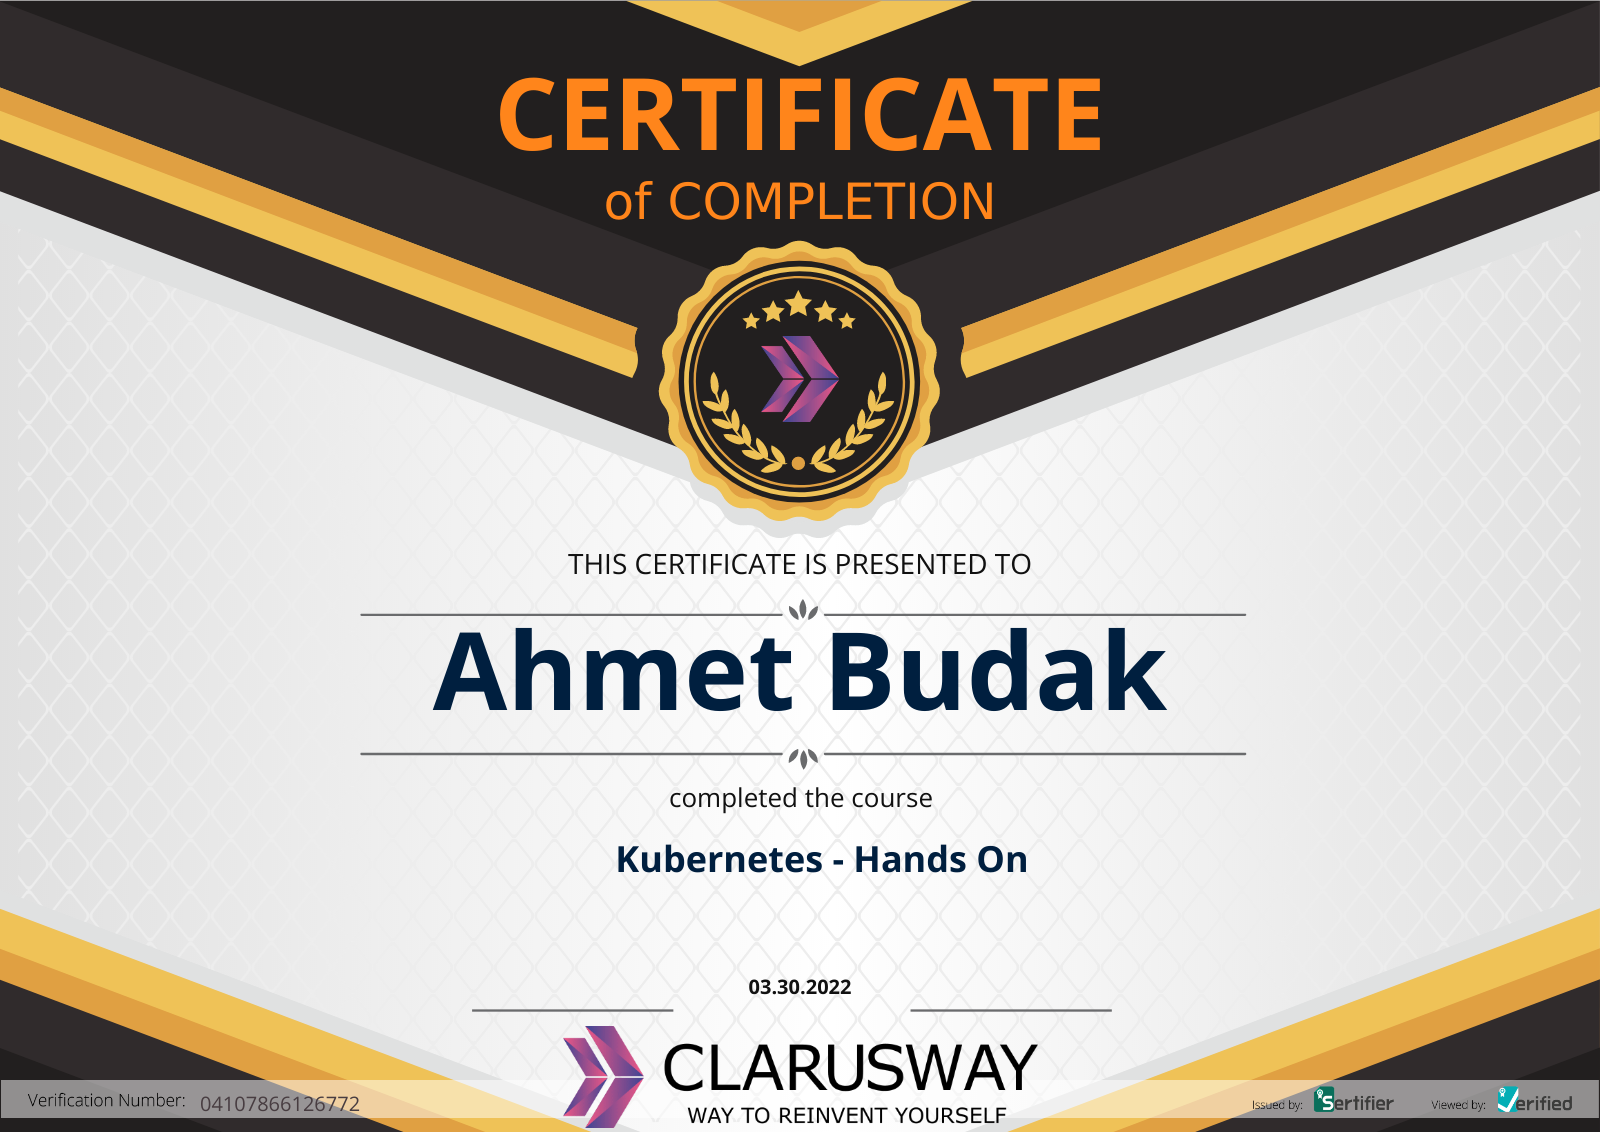 CERTIFICATE
of COMPLETION
THIS CERTIFICATE IS PRESENTED TO
Ahmet Budak
completed the course
Kubernetes - Hands On
03.30.2022
CLARUSWAY
WAY TO REINVENT YOURSELF
Verification Number: 04107866126772
Issued by: Sertifier Viewed by: Verified